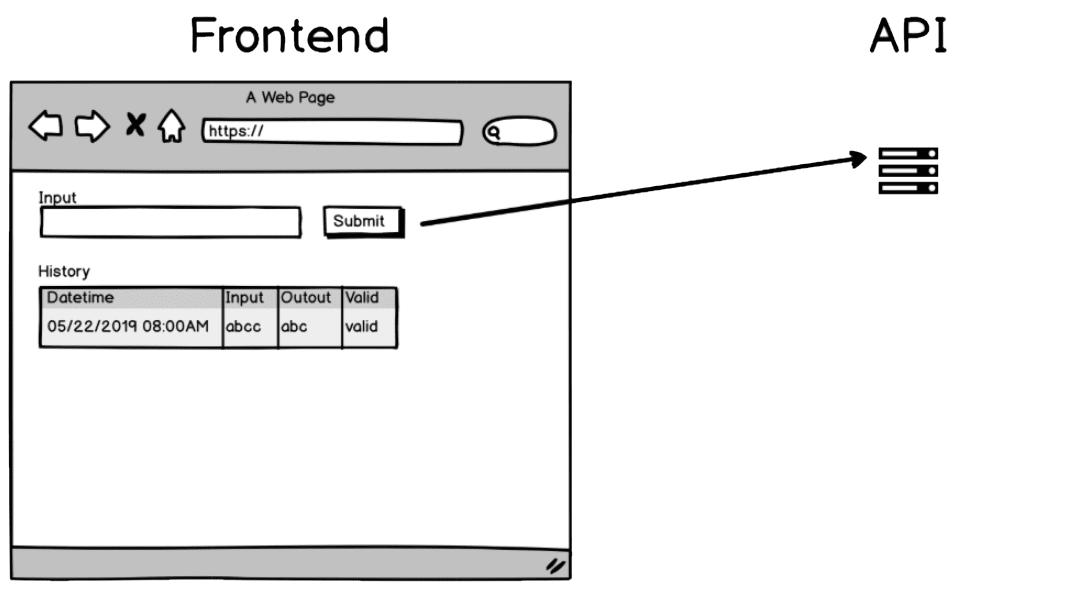 Frontend
API
A Web Page
https://
Input
Submit
History
Datetime Input Outout Valid
05/22/2019 08:00AM abcc abc valid